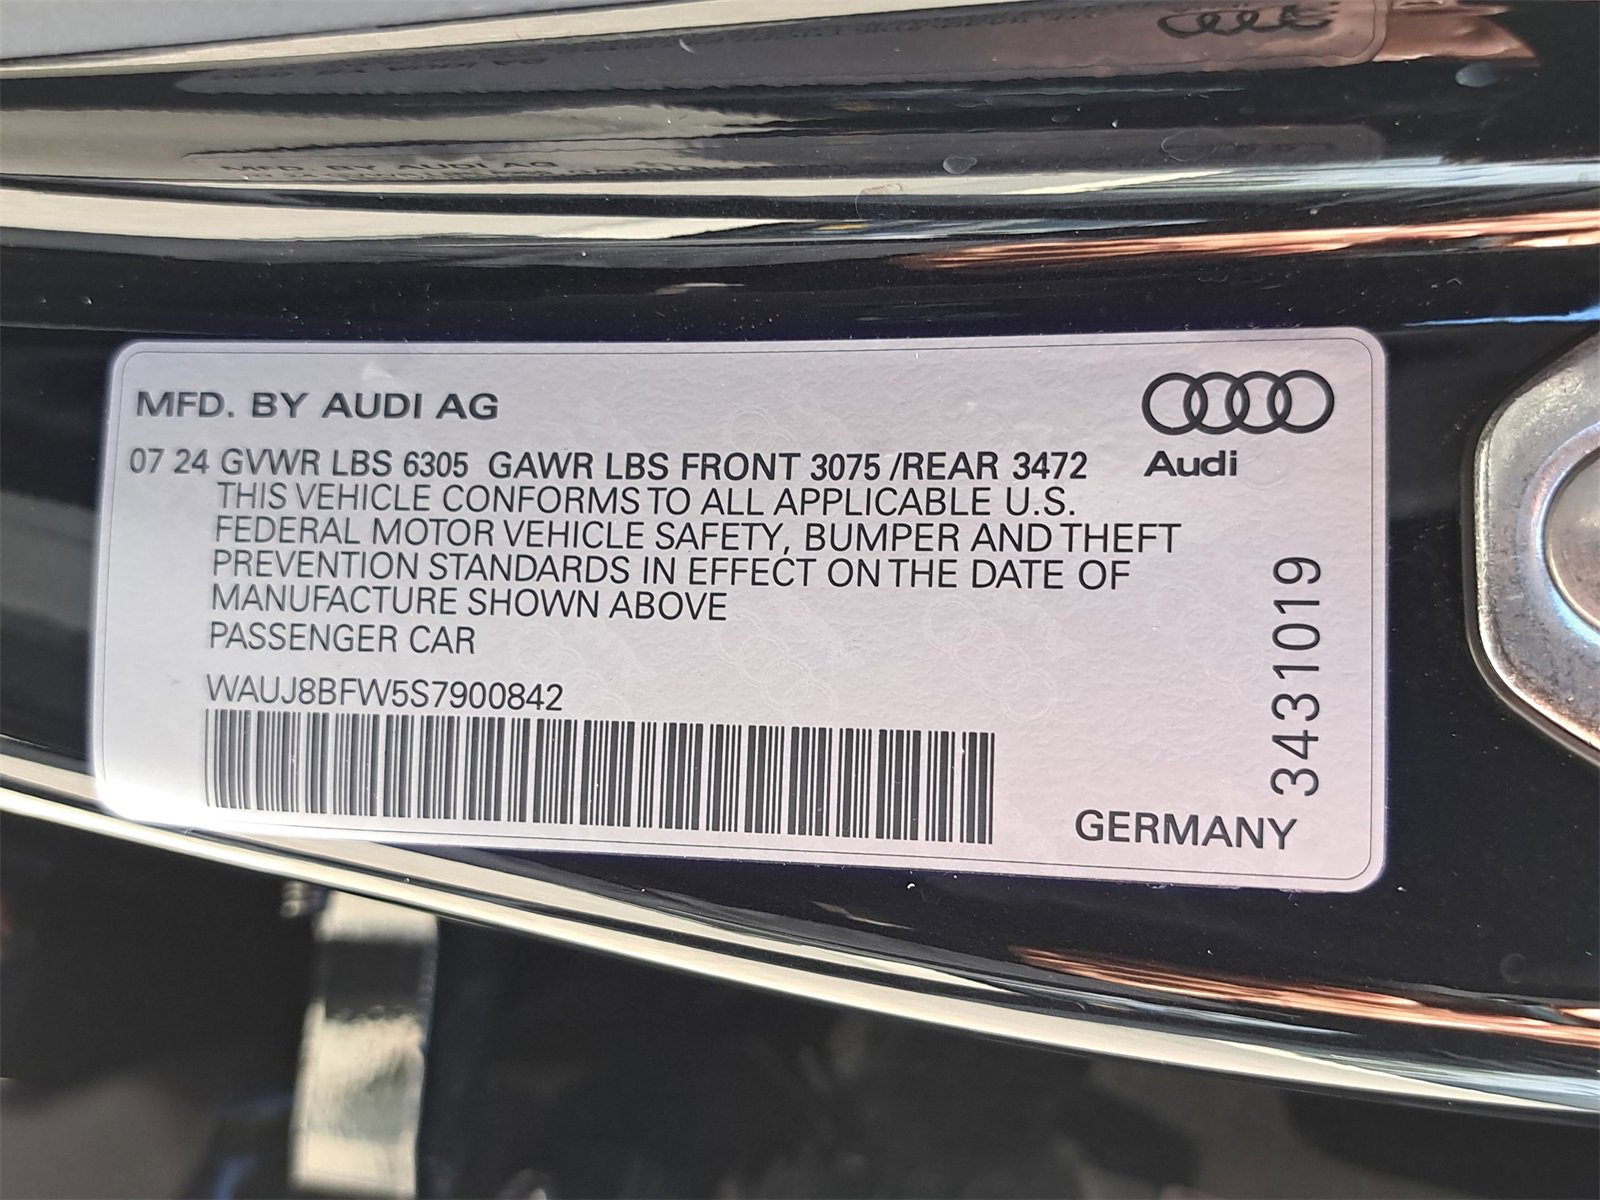 MFD. BY AUDI AG
Audi
07 24 GVWR LBS 6305 GAWR LBS FRONT 3075 /REAR 3472
THIS VEHICLE CONFORMS TO ALL APPLICABLE U.S.
FEDERAL MOTOR VEHICLE SAFETY, BUMPER AND THEFT
PREVENTION STANDARDS IN EFFECT ON THE DATE OF
MANUFACTURE SHOWN ABOVE
PASSENGER CAR
WAUJ8BFW5S7900842
GERMANY
3431019